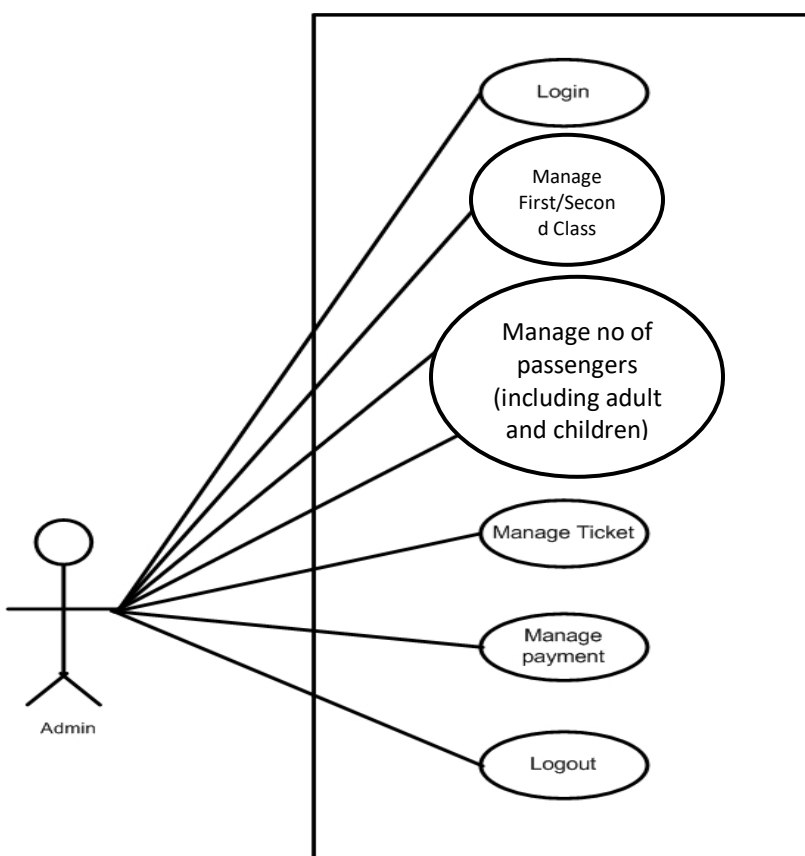 Login
Manage
First/Secon
d Class
Manage no of
passengers
(including adult
and children)
Manage Ticket
Manage
payment
Admin
Logout